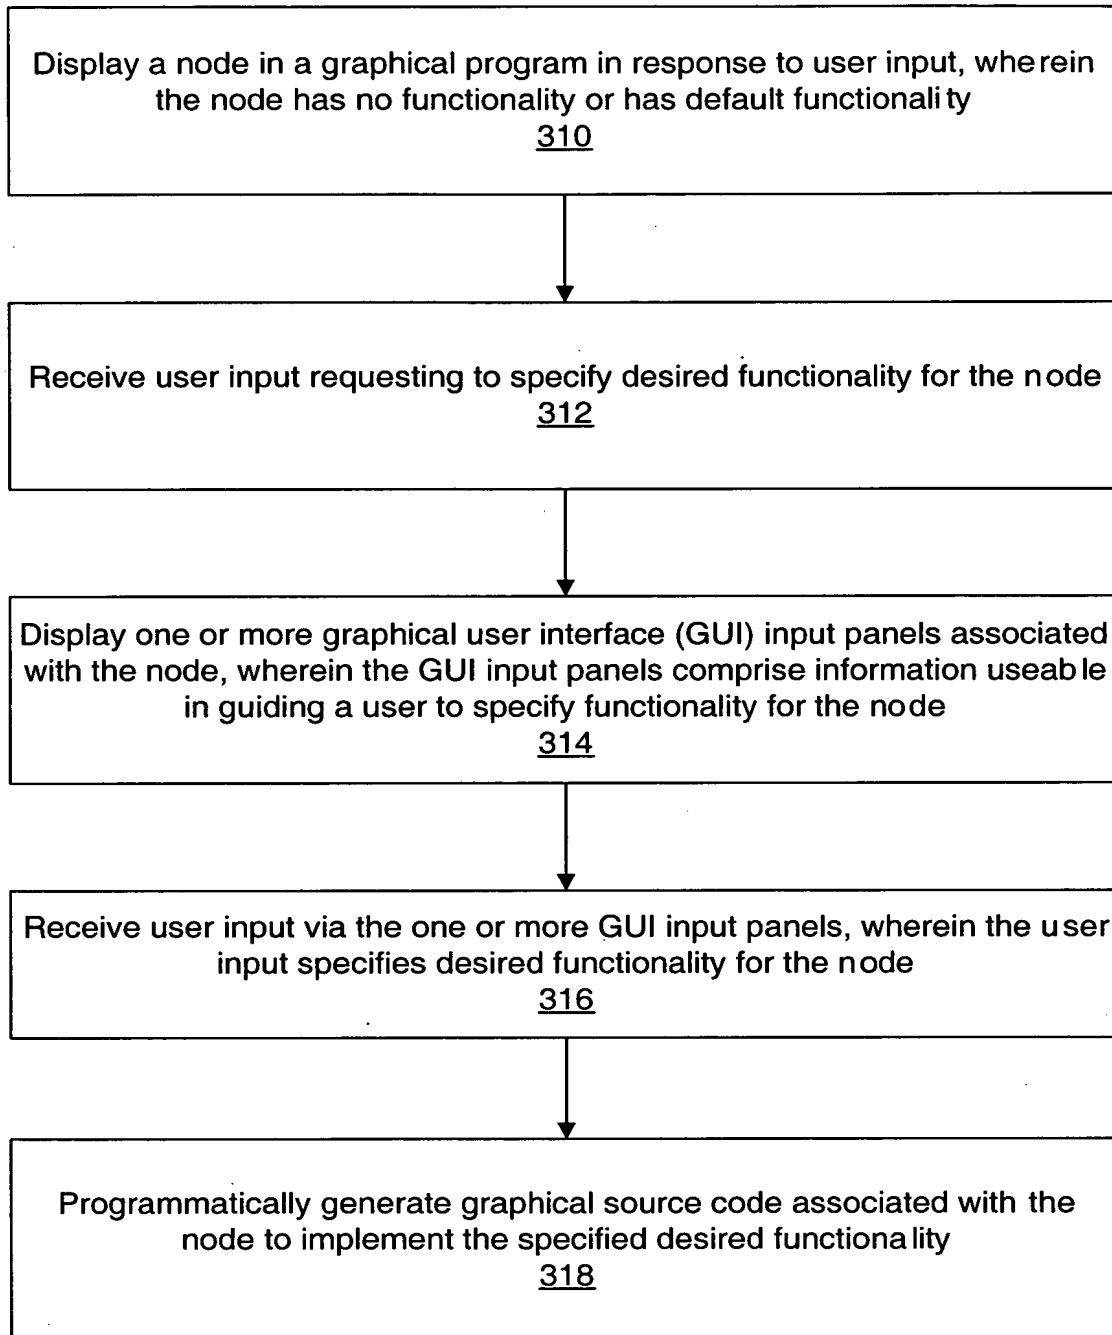 Display a node in a graphical program in response to user input, wherein
the node has no functionality or has default functionality
310
Receive user input requesting to specify desired functionality for the node
312
Display one or more graphical user interface (GUI) input panels associated
with the node, wherein the GUI input panels comprise information useable
in guiding a user to specify functionality for the node
314
Receive user input via the one or more GUI input panels, wherein the user
input specifies desired functionality for the node
316
Programmatically generate graphical source code associated with the
node to implement the specified desired functionality
318